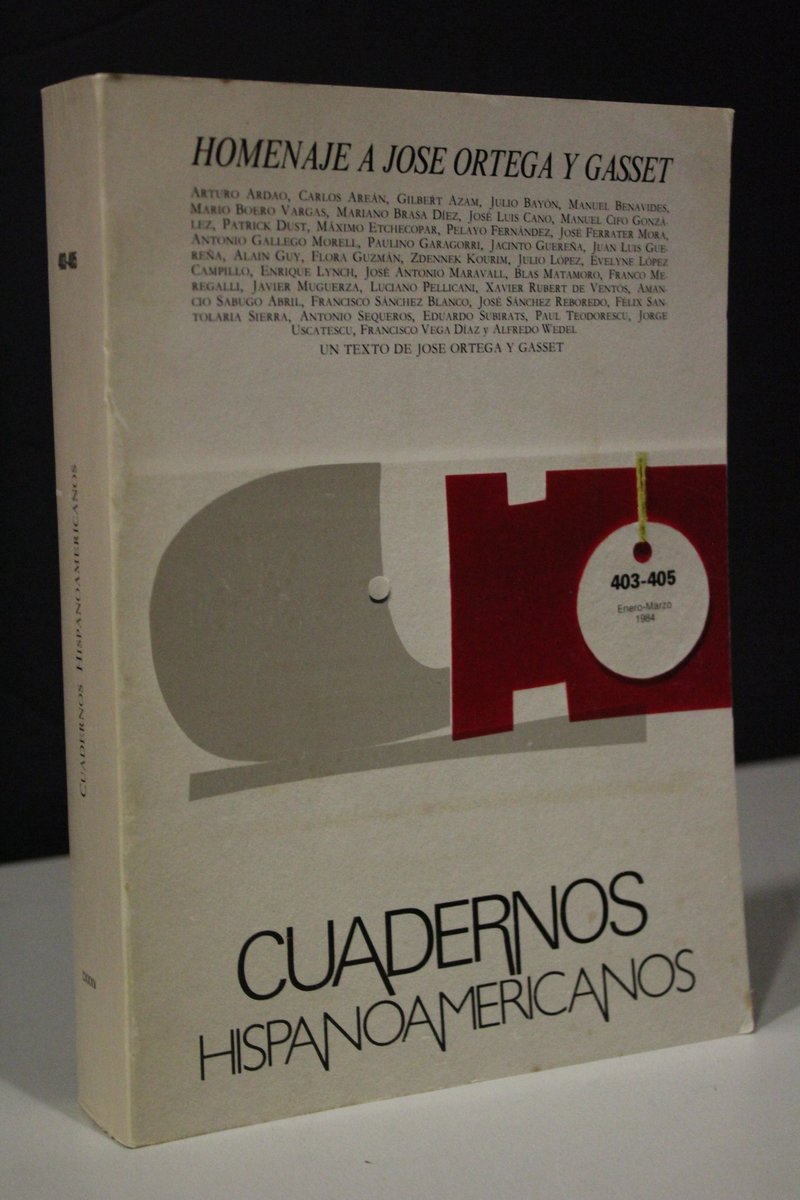 HOMENAJE A JOSE ORTEGA Y GASSET
ARTURO ARDAO, CARLOS AREÁN, GILBERT AZAM, JULIO BAYÓN, MANUEL BENAVIDES,
MARIO BOERO VARGAS, MARIANO BRASA DÍEZ, JOSÉ LUIS CANO, MANUEL CIFO GONZÁ-
LEZ, PATRICK DUST, MÁXIMO ETCHECOPAR, PELAYO FERNÁNDEZ, JOSÉ FERRATER MORA,
ANTONIO GALLEGO MORELL, PAULINO GARAGORRI, JACINTO GUEREÑA, JUAN LUIS GUE-
REÑA, ALAIN GUY, FLORA GUZMÁN, ZDENNEK KOURIM, JULIO LÓPEZ, EVELYNE LÓPEZ
CAMPILLO, ENRIQUE LYNCH, JOSÉ ANTONIO MARAVALL, BLAS MATAMORO, FRANCO ME-
REGALLI, JAVIER MUGUERZA, LUCIANO PELLICANI, XAVIER RUBERT DE VENTÓS, AMAN-
CIO SABUGO ABRIL, FRANCISCO SÁNCHEZ BLANCO, JOSÉ SÁNCHEZ REBOREDO, FÉLIX SAN-
TOLARIA SIERRA, ANTONIO SEQUEROS, EDUARDO SUBIRATS, PAUL TEODORESCU, JORGE
USCATESCU, FRANCISCO VEGA DÍAZ y ALFREDO WEDEL
UN TEXTO DE JOSE ORTEGA Y GASSET
403-405
Enero-Marzo
1984
CUADERNOS
HISPANOAMERICANOS
CUADERNOS HISPANOAMERICANOS